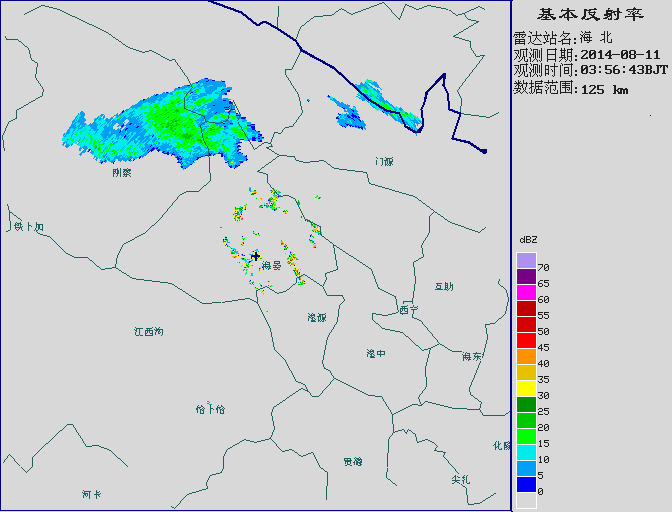 基本反射率
雷达站名: 海 北
观测日期: 2014-08-11
观测时间: 03:56:43BJT
数据范围: 125 km
门源
阴寨
铁卜加
海晏
互助
西宁
湟源
江西沟
湟中
海东
恰卜恰
化隆
贵德
尖扎
河卡
dBZ
70
65
60
55
50
45
40
35
30
25
20
15
10
5
0